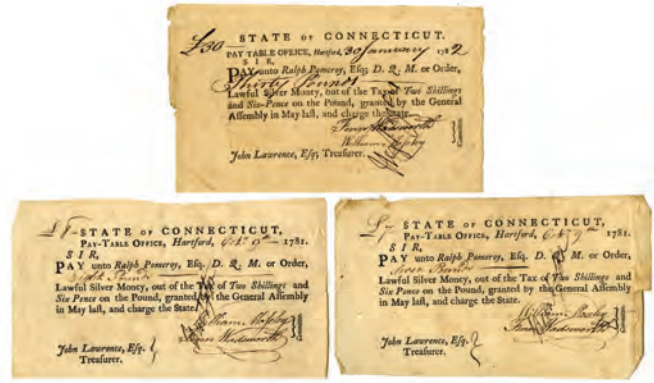 £30—
STATE OF CONNECTICUT.
PAY TABLE OFFICE, Hartford, 30 January 1782
SIR,
PAY unto Ralph Pomeroy, Esq; D. Q. M. or Order,
Thirty Pounds
Lawful Silver Money, out of the Tax of Two Shillings
and Six-Pence on the Pound, granted by the General
Assembly in May last, and charge the State.
Wadsworth
William Mosely
John Lawrence, Esq; Treasurer.
£8—STATE OF CONNECTICUT,
PAY-TABLE OFFICE, Hartford, 9th 1781.
SIR,
PAY unto Ralph Pomeroy, Esq. D. Q. M. or Order,
Pounds
Lawful Silver Money, out of the Tax of Two Shillings and
Six Pence on the Pound, granted by the General Assembly
in May last, and charge the State.
William Mosely
Wadsworth
John Lawrence, Esq.
Treasurer.
£7 STATE OF CONNECTICUT,
PAY-TABLE OFFICE, Hartford, 9th 1781.
SIR,
PAY unto Ralph Pomeroy, Esq. D. Q. M. or Order,
Seven Pounds
Lawful Silver Money, out of the Tax of Two Shillings and
Six Pence on the Pound, granted by the General Assembly
in May last, and charge the State.
William Mosely
Wadsworth
John Lawrence, Esq.
Treasurer.